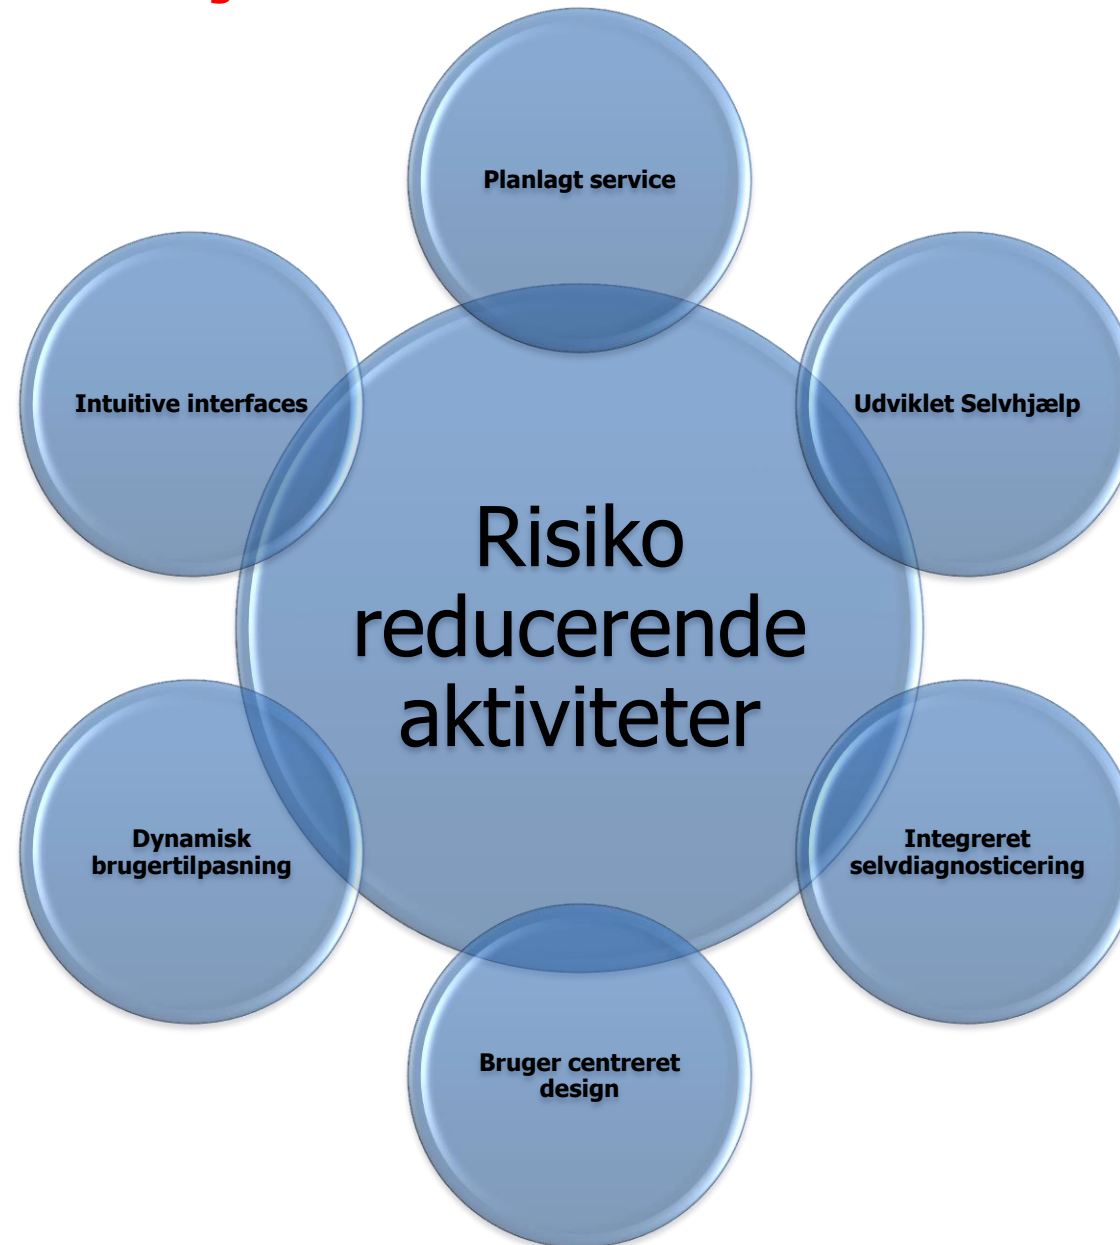 Planlagt service
Intuitive interfaces
Udviklet Selvhjælp
Risiko
reducerende
aktiviteter
Dynamisk
brugertilpasning
Integreret
selvdiagnosticering
Bruger centreret
design